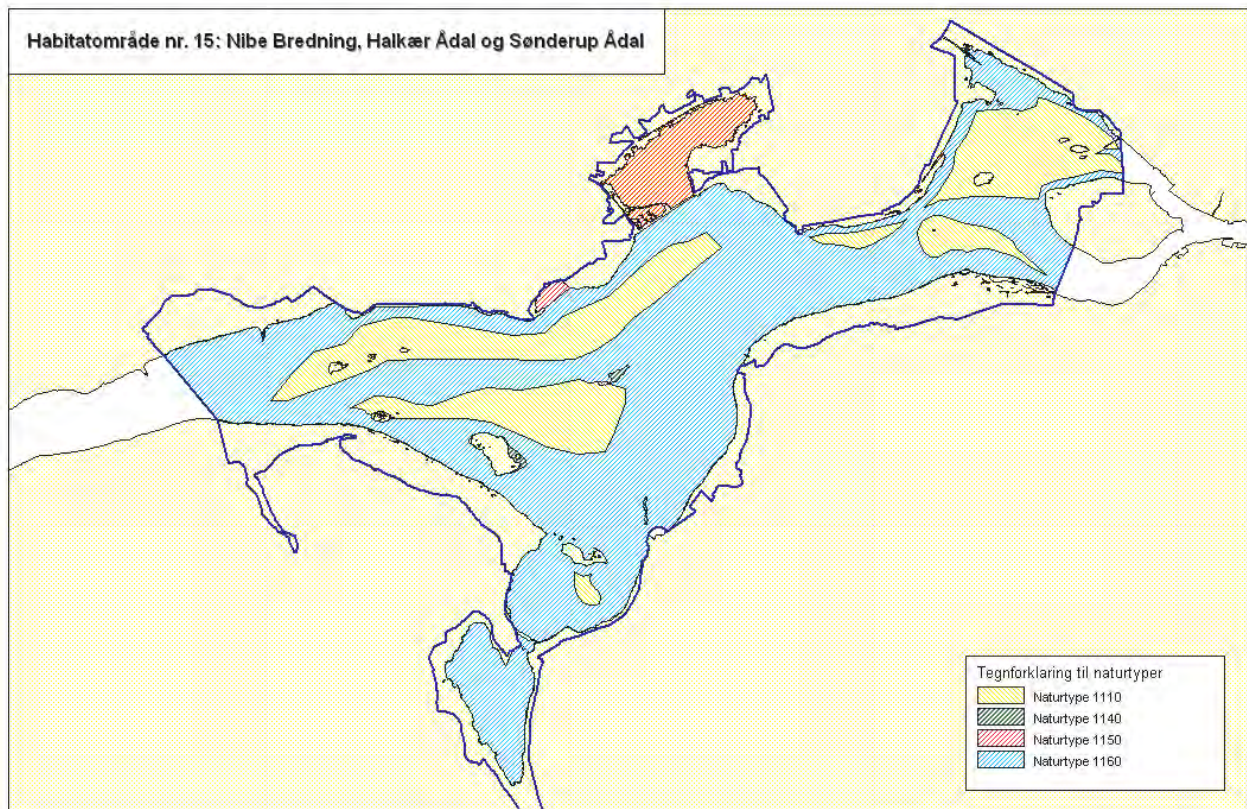 Habitatområde nr. 15: Nibe Bredning, Halkær Ådal og Sønderup Ådal
Tegnforklaring til naturtyper
Naturtype 1110
Naturtype 1140
Naturtype 1150
Naturtype 1160